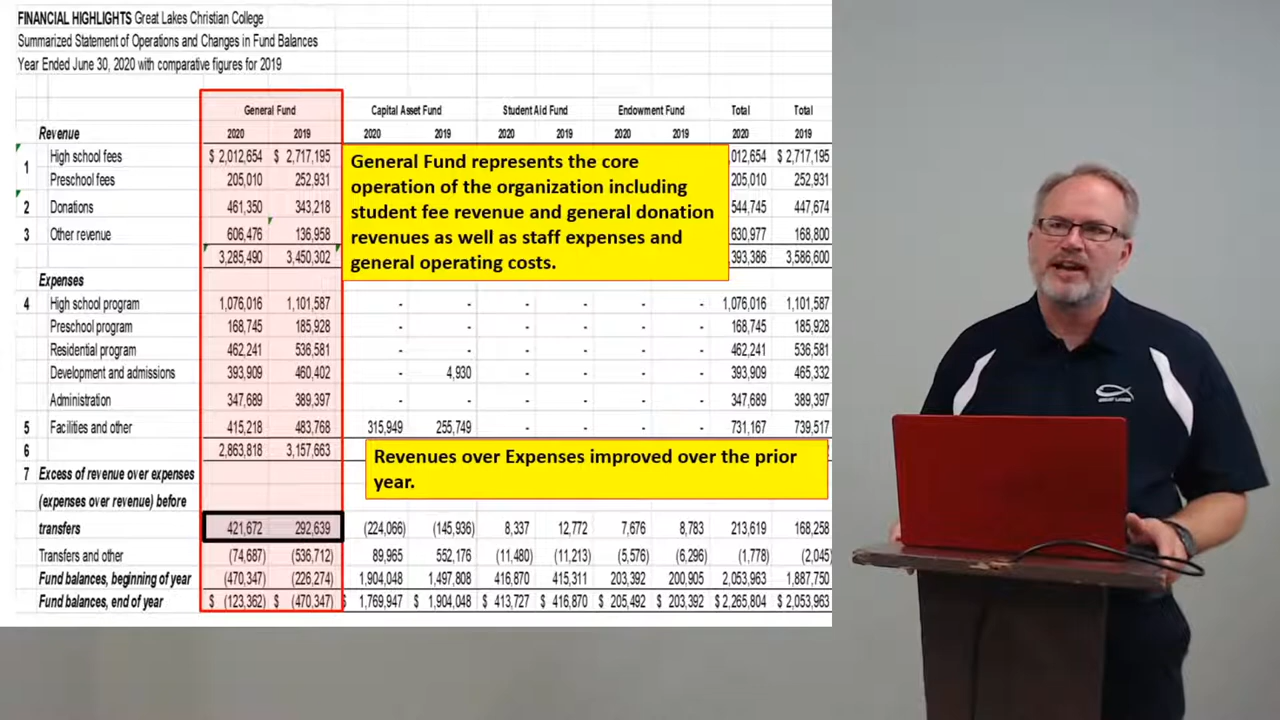 FINANCIAL HIGHLIGHTS Great Lakes Christian College
Summarized Statement of Operations and Changes in Fund Balances
Year Ended June 30, 2020 with comparative figures for 2019
General Fund Capital Asset Fund Student Aid Fund Endowment Fund Total Total
Revenue 2020 2019 2020 2019 2020 2019 2020 2019 2020 2019
1 High school fees $ 2,012,654 $ 2,717,195 ,012,654 $ 2,717,195
Preschool fees 205,010 252,931 205,010 252,931
2 Donations 461,350 343,218 544,745 447,674
3 Other revenue 606,476 136,958 630,977 168,800
3,285,490 3,450,302 ,393,386 3,586,600
General Fund represents the core
operation of the organization including
student fee revenue and general donation
revenues as well as staff expenses and
general operating costs.
Expenses
4 High school program 1,076,016 1,101,587 - - - - - - 1,076,016 1,101,587
Preschool program 168,745 185,928 - - - - - - 168,745 185,928
Residential program 462,241 536,581 - - - - - - 462,241 536,581
Development and admissions 393,909 460,402 - 4,930 - - - - 393,909 465,332
Administration 347,689 389,397 - - - - - - 347,689 389,397
5 Facilities and other 415,218 483,768 315,949 255,749 - - - - 731,167 739,517
6 2,863,818 3,157,663
Revenues over Expenses improved over the prior
year.
7 Excess of revenue over expenses
(expenses over revenue) before
transfers 421,672 292,639 (224,066) (145,936) 8,337 12,772 7,676 8,783 213,619 168,258
Transfers and other (74,687) (536,712) 89,965 552,176 (11,480) (11,213) (5,576) (6,296) (1,778) (2,045)
Fund balances, beginning of year (470,347) (226,274) 1,904,048 1,497,808 416,870 415,311 203,392 200,905 2,053,963 1,887,750
Fund balances, end of year $ (123,362) $ (470,347) $ 1,769,947 $ 1,904,048 $ 413,727 $ 416,870 $ 205,492 $ 203,392 $ 2,265,804 $ 2,053,963
GREAT LAKES